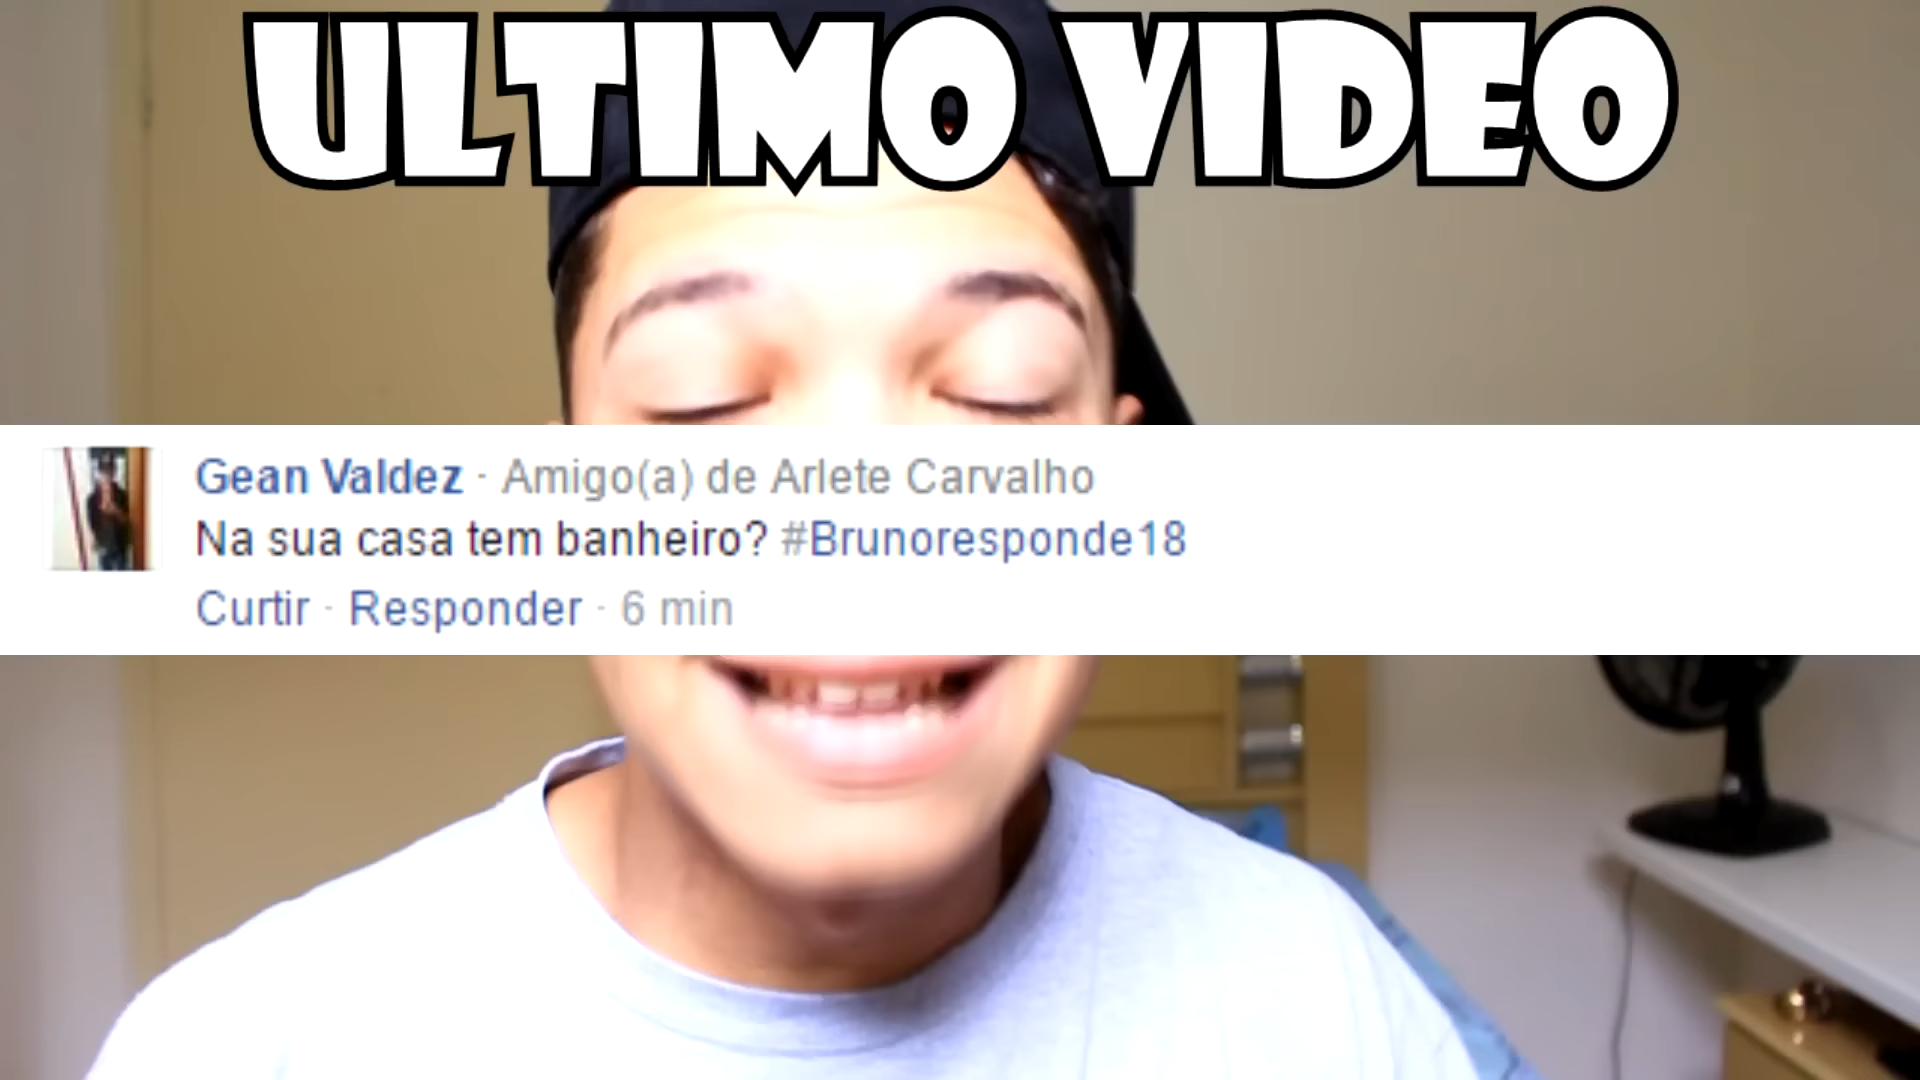 ULTIMO VIDEO
Gean Valdez · Amigo(a) de Arlete Carvalho
Na sua casa tem banheiro? #Brunoresponde18
Curtir · Responder · 6 min